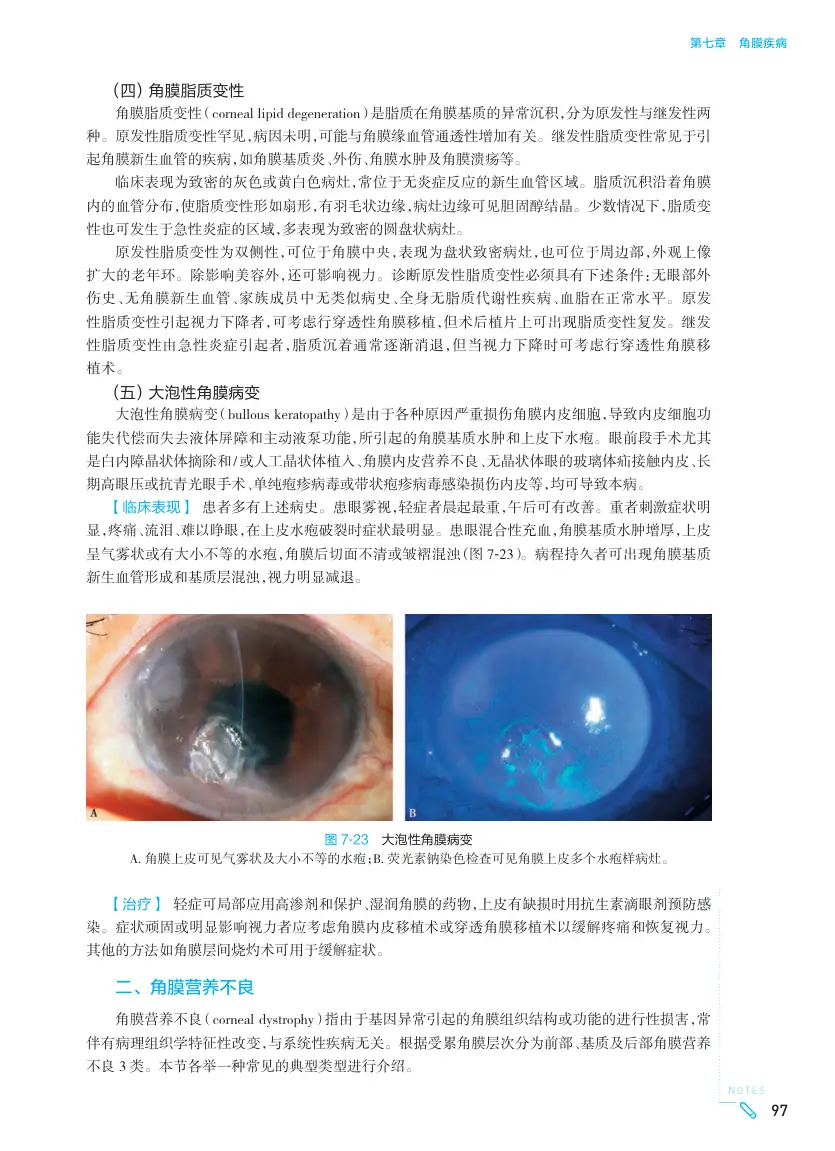 第七章 角膜疾病
（四）角膜脂质变性
角膜脂质变性（corneal lipid degeneration）是脂质在角膜基质的异常沉积，分为原发性与继发性两
种。原发性脂质变性罕见，病因未明，可能与角膜缘血管通透性增加有关。继发性脂质变性常见于引
起角膜新生血管的疾病，如角膜基质炎、外伤、角膜水肿及角膜溃疡等。
临床表现为致密的灰色或黄白色病灶，常位于无炎症反应的新生血管区域。脂质沉积沿着角膜
内的血管分布，使脂质变性形如扇形，有羽毛状边缘，病灶边缘可见胆固醇结晶。少数情况下，脂质变
性也可发生于急性炎症的区域，多表现为致密的圆盘状病灶。
原发性脂质变性为双侧性，可位于角膜中央，表现为盘状致密病灶，也可位于周边部，外观上像
扩大的老年环。除影响美容外，还可影响视力。诊断原发性脂质变性必须具有下述条件：无眼部外
伤史、无角膜新生血管、家族成员中无类似病史、全身无脂质代谢性疾病、血脂在正常水平。原发
性脂质变性引起视力下降者，可考虑行穿透性角膜移植，但术后植片上可出现脂质变性复发。继发
性脂质变性由急性炎症引起者，脂质沉着通常逐渐消退，但当视力下降时可考虑行穿透性角膜移
植术。
（五）大泡性角膜病变
大泡性角膜病变（bullous keratopathy）是由于各种原因严重损伤角膜内皮细胞，导致内皮细胞功
能失代偿而失去液体屏障和主动液泵功能，所引起的角膜基质水肿和上皮下水疱。眼前段手术尤其
是白内障晶状体摘除和/或人工晶状体植入、角膜内皮营养不良、无晶状体眼的玻璃体疝接触内皮、长
期高眼压或抗青光眼手术、单纯疱疹病毒或带状疱疹病毒感染损伤内皮等，均可导致本病。
【临床表现】 患者多有上述病史。患眼雾视，轻症者晨起最重，午后可有改善。重者刺激症状明
显，疼痛、流泪、难以睁眼，在上皮水疱破裂时症状最明显。患眼混合性充血，角膜基质水肿增厚，上皮
呈气雾状或有大小不等的水疱，角膜后切面不清或皱褶混浊（图 7-23）。病程持久者可出现角膜基质
新生血管形成和基质层混浊，视力明显减退。
A
B
图 7-23 大泡性角膜病变
A. 角膜上皮可见气雾状及大小不等的水疱；B. 荧光素钠染色检查可见角膜上皮多个水疱样病灶。
【治疗】 轻症可局部应用高渗剂和保护、湿润角膜的药物，上皮有缺损时用抗生素滴眼剂预防感
染。症状顽固或明显影响视力者应考虑角膜内皮移植术或穿透角膜移植术以缓解疼痛和恢复视力。
其他的方法如角膜层间烧灼术可用于缓解症状。
二、角膜营养不良
角膜营养不良（corneal dystrophy）指由于基因异常引起的角膜组织结构或功能的进行性损害，常
伴有病理组织学特征性改变，与系统性疾病无关。根据受累角膜层次分为前部、基质及后部角膜营养
不良 3 类。本节各举一种常见的典型类型进行介绍。
NOTES
97